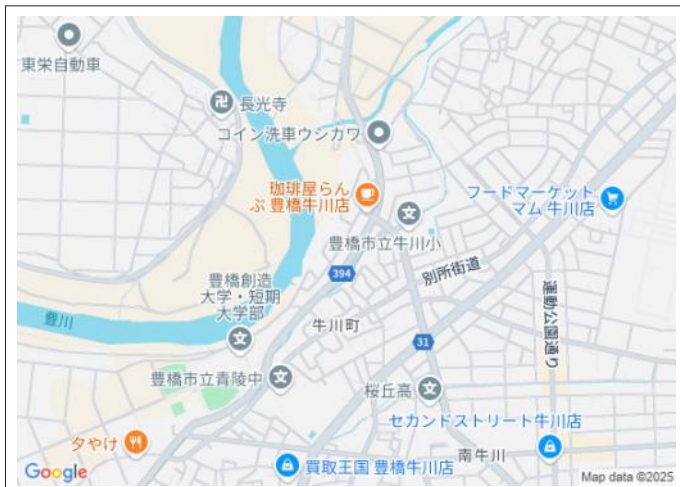 東栄自動車
長光寺
コイン洗車ウシカワ
珈琲屋らん
ぷ 豊橋牛川店
フードマーケット
マム 牛川店
豊橋市立牛川小
394
別所街道
豊橋創造
大学・短期
大学部
豊川
牛川町
運動公園通り
31
豊橋市立青陵中
桜丘高
セカンドストリート牛川店
夕やけ
南牛川
買取王国 豊橋牛川店
Google
Map data ©2025